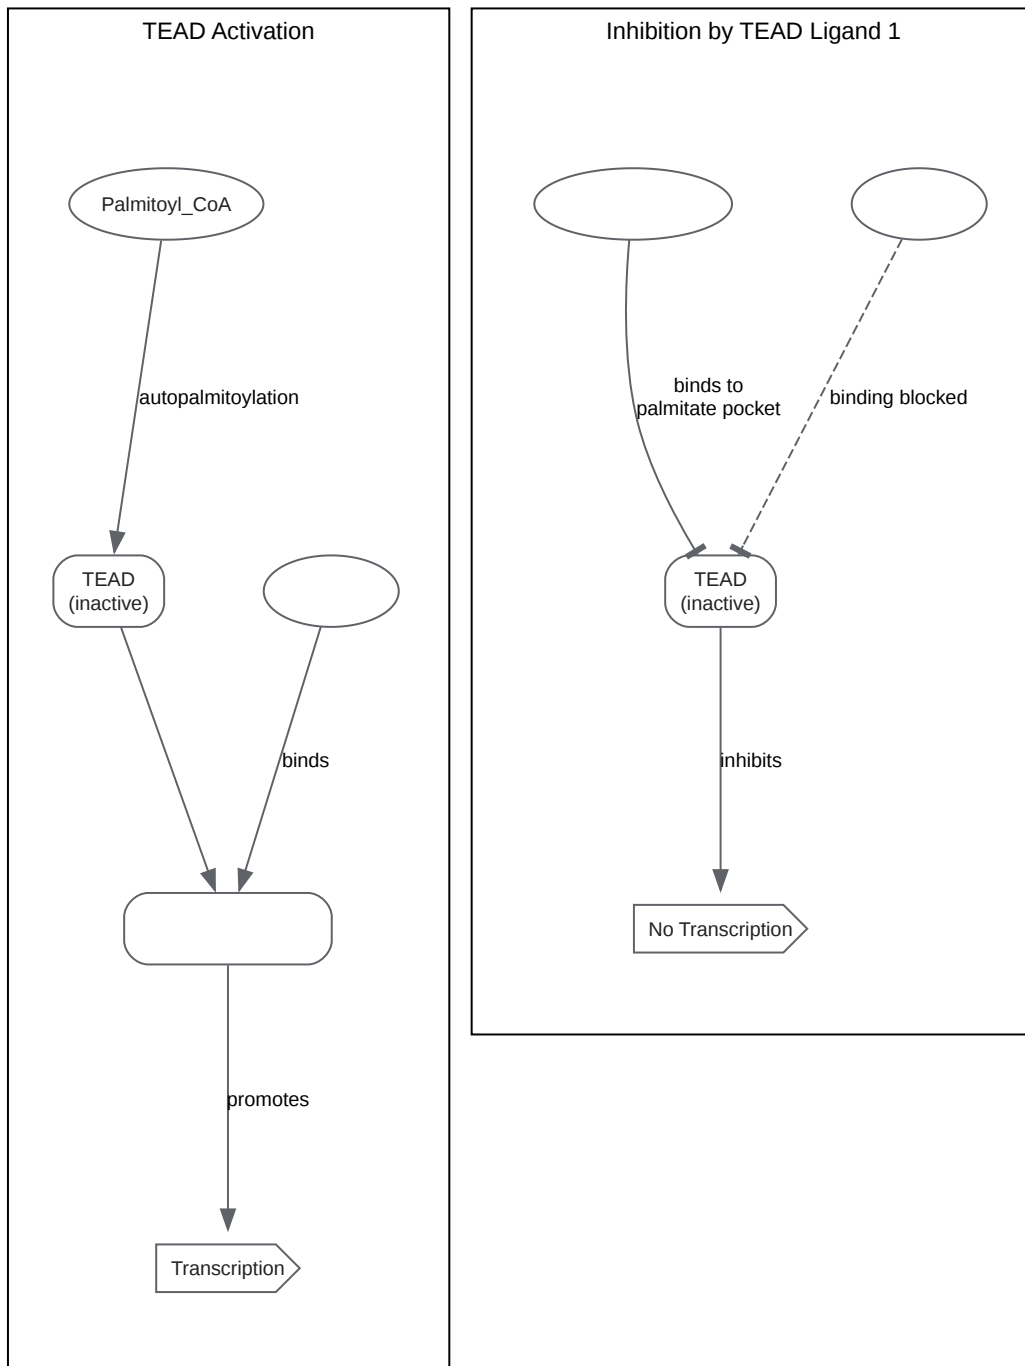 TEAD Activation
Palmitoyl_CoA
autopalmitoylation
TEAD
(inactive)
binds
promotes
Transcription
Inhibition by TEAD Ligand 1
binds to
palmitate pocket
binding blocked
TEAD
(inactive)
inhibits
No Transcription